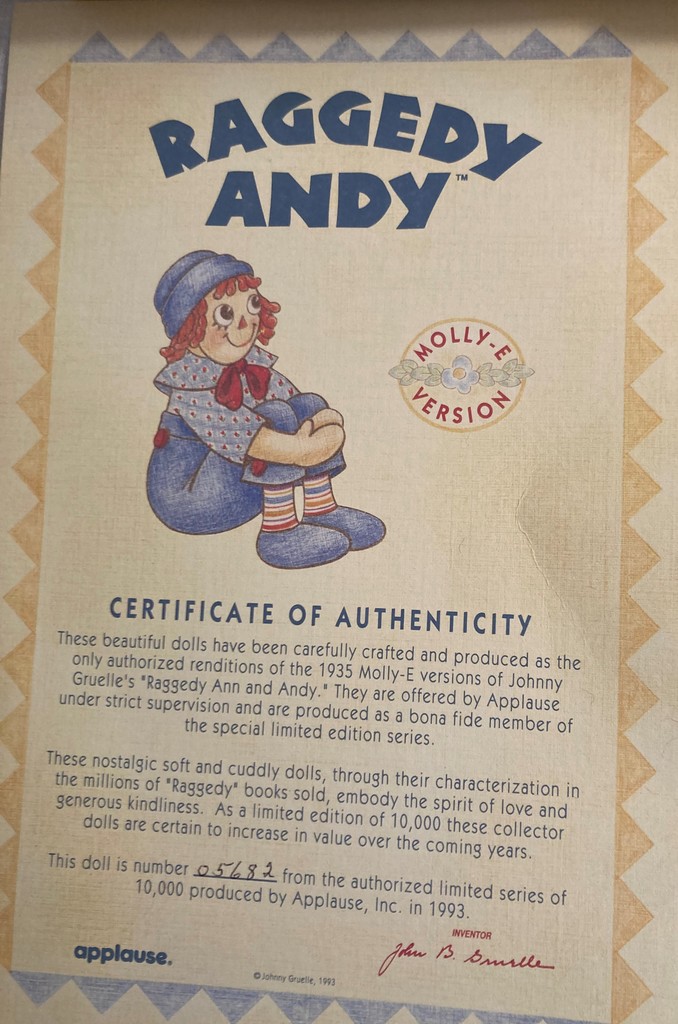 RAGGEDY
ANDY™
MOLLY-E
VERSION
CERTIFICATE OF AUTHENTICITY
These beautiful dolls have been carefully crafted and produced as the
only authorized renditions of the 1935 Molly-E versions of Johnny
Gruelle's "Raggedy Ann and Andy." They are offered by Applause
under strict supervision and are produced as a bona fide member of
the special limited edition series.
These nostalgic soft and cuddly dolls, through their characterization in
the millions of "Raggedy" books sold, embody the spirit of love and
generous kindliness. As a limited edition of 10,000 these collector
dolls are certain to increase in value over the coming years.
This doll is number 05682 from the authorized limited series of
10,000 produced by Applause, Inc. in 1993.
INVENTOR
John B. Gruelle
applause.
©Johnny Gruelle, 1993